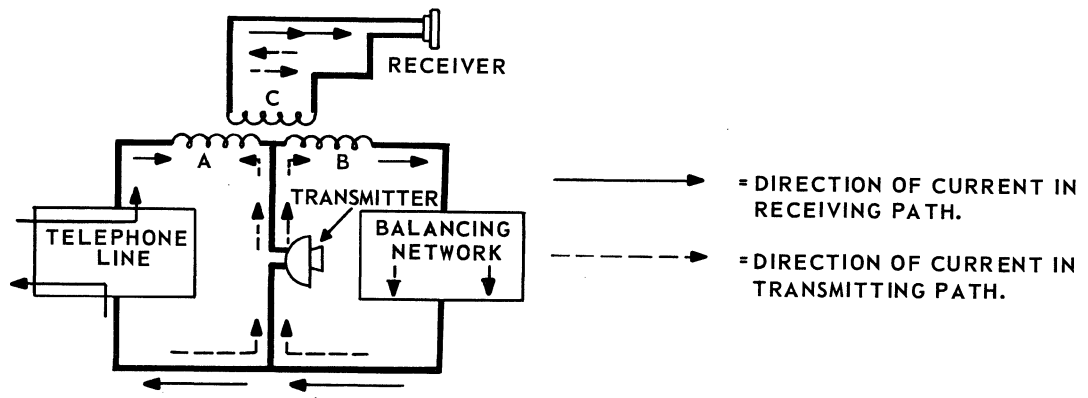 RECEIVER
C
A
B
TRANSMITTER
TELEPHONE
LINE
BALANCING
NETWORK
= DIRECTION OF CURRENT IN
RECEIVING PATH.
= DIRECTION OF CURRENT IN
TRANSMITTING PATH.